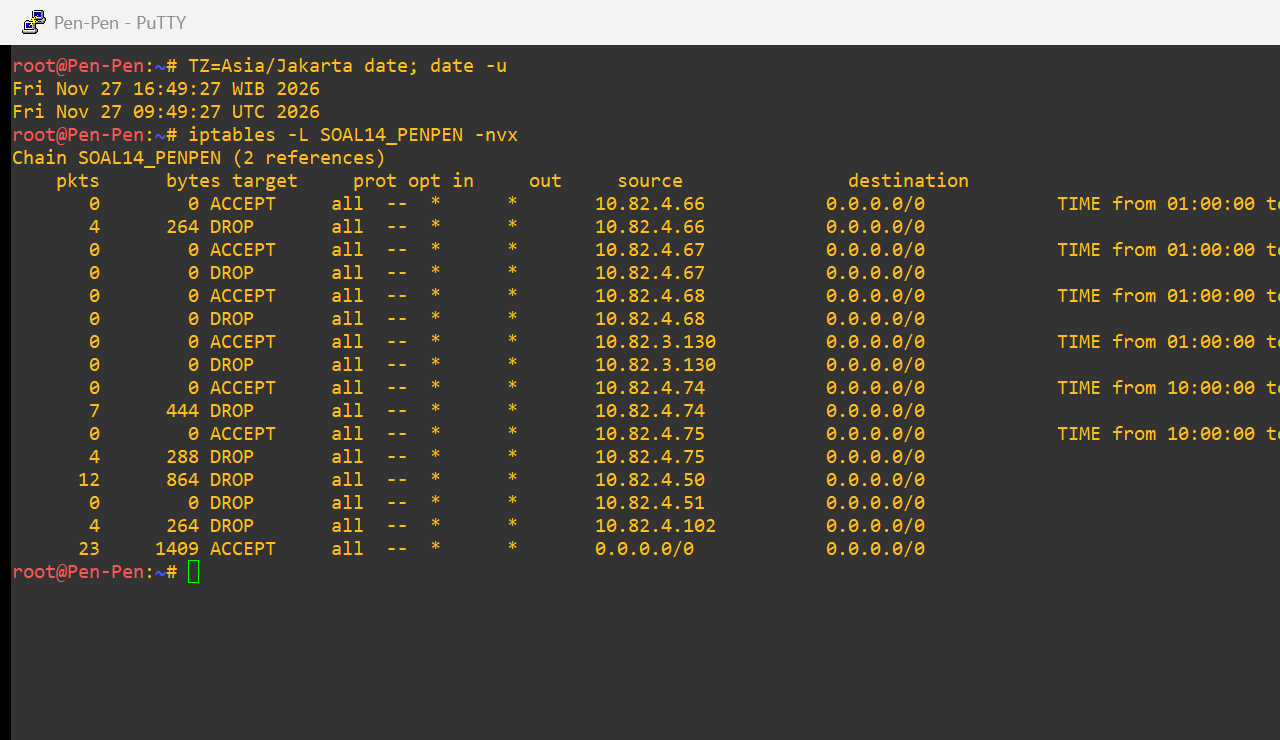 Pen-Pen - PuTTY
root@Pen-Pen:~# TZ=Asia/Jakarta date; date -u
Fri Nov 27 16:49:27 WIB 2026
Fri Nov 27 09:49:27 UTC 2026
root@Pen-Pen:~# iptables -L SOAL14_PENPEN -nvx
Chain SOAL14_PENPEN (2 references)
    pkts      bytes target     prot opt in     out     source               destination
       0        0 ACCEPT     all  --  *      *       10.82.4.66           0.0.0.0/0            TIME from 01:00:00 to
       4      264 DROP       all  --  *      *       10.82.4.66           0.0.0.0/0
       0        0 ACCEPT     all  --  *      *       10.82.4.67           0.0.0.0/0            TIME from 01:00:00 to
       0        0 DROP       all  --  *      *       10.82.4.67           0.0.0.0/0
       0        0 ACCEPT     all  --  *      *       10.82.4.68           0.0.0.0/0            TIME from 01:00:00 to
       0        0 DROP       all  --  *      *       10.82.4.68           0.0.0.0/0
       0        0 ACCEPT     all  --  *      *       10.82.3.130          0.0.0.0/0            TIME from 01:00:00 to
       0        0 DROP       all  --  *      *       10.82.3.130          0.0.0.0/0
       0        0 ACCEPT     all  --  *      *       10.82.4.74           0.0.0.0/0            TIME from 10:00:00 to
       7      444 DROP       all  --  *      *       10.82.4.74           0.0.0.0/0
       0        0 ACCEPT     all  --  *      *       10.82.4.75           0.0.0.0/0            TIME from 10:00:00 to
       4      288 DROP       all  --  *      *       10.82.4.75           0.0.0.0/0
      12      864 DROP       all  --  *      *       10.82.4.50           0.0.0.0/0
       0        0 DROP       all  --  *      *       10.82.4.51           0.0.0.0/0
       4      264 DROP       all  --  *      *       10.82.4.102          0.0.0.0/0
      23     1409 ACCEPT     all  --  *      *       0.0.0.0/0            0.0.0.0/0
root@Pen-Pen:~#